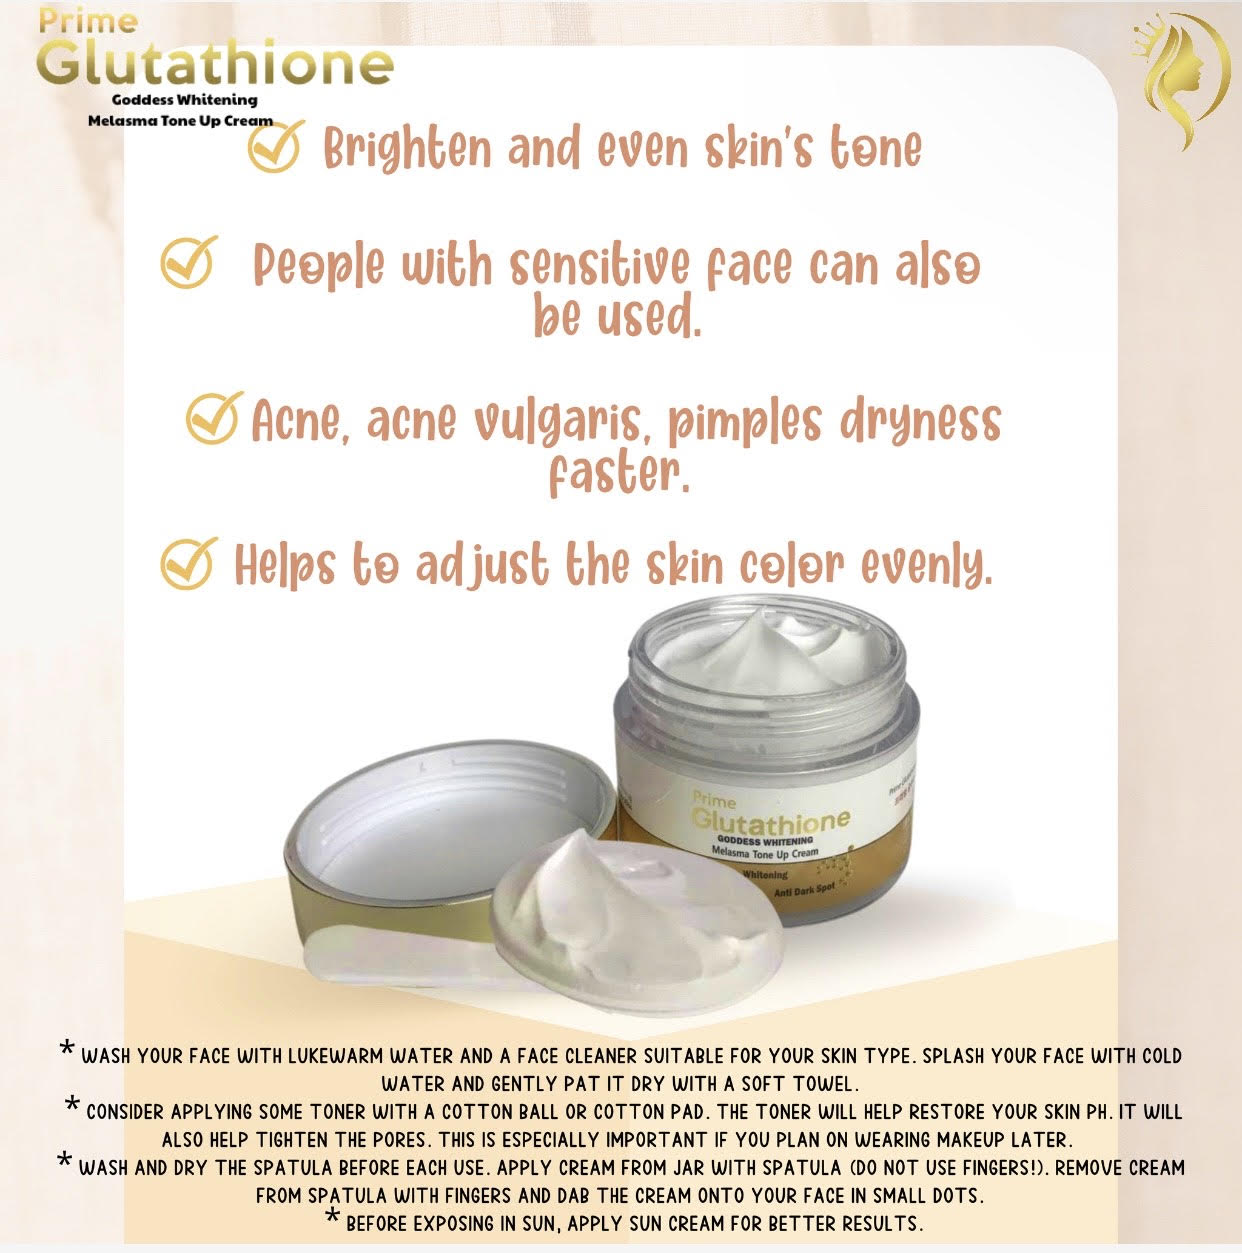 Prime
Glutathione
Goddess Whitening
Melasma Tone Up Cream
Brighten and even skin's tone
People with sensitive face can also
be used.
Acne, acne vulgaris, pimples dryness
faster.
Helps to adjust the skin color evenly.
Prime
Glutathione
GODDESS WHITENING
Melasma Tone Up Cream
Whitening
Anti Dark Spot
* WASH YOUR FACE WITH LUKEWARM WATER AND A FACE CLEANER SUITABLE FOR YOUR SKIN TYPE. SPLASH YOUR FACE WITH COLD
WATER AND GENTLY PAT IT DRY WITH A SOFT TOWEL.
* CONSIDER APPLYING SOME TONER WITH A COTTON BALL OR COTTON PAD. THE TONER WILL HELP RESTORE YOUR SKIN PH. IT WILL
ALSO HELP TIGHTEN THE PORES. THIS IS ESPECIALLY IMPORTANT IF YOU PLAN ON WEARING MAKEUP LATER.
* WASH AND DRY THE SPATULA BEFORE EACH USE. APPLY CREAM FROM JAR WITH SPATULA (DO NOT USE FINGERS!). REMOVE CREAM
FROM SPATULA WITH FINGERS AND DAB THE CREAM ONTO YOUR FACE IN SMALL DOTS.
* BEFORE EXPOSING IN SUN, APPLY SUN CREAM FOR BETTER RESULTS.